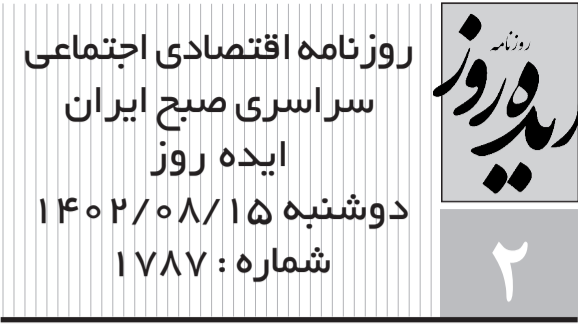 روزنامه
ایده روز
۲
روزنامه اقتصادی اجتماعی
سراسری صبح ایران
ایده روز
دوشنبه ۱۴۰۲/۰۸/۱۵
شماره : ۱۷۸۷